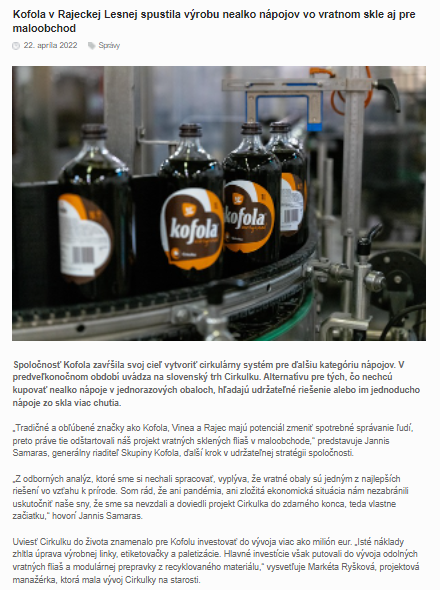 Kofola v Rajeckej Lesnej spustila výrobu nealko nápojov vo vratnom skle aj pre
maloobchod
22. apríla 2022 Správy
kofola
kofola
Spoločnosť Kofola zavŕšila svoj cieľ vytvoriť cirkulárny systém pre ďalšiu kategóriu nápojov. V
predveľkonočnom období uvádza na slovenský trh Cirkulku. Alternatívu pre tých, čo nechcú
kupovať nealko nápoje v jednorazových obaloch, hľadajú udržateľné riešenie alebo im jednoducho
nápoje zo skla viac chutia.
„Tradičné a obľúbené značky ako Kofola, Vinea a Rajec majú potenciál zmeniť spotrebné správanie ľudí,
preto práve tie odštartovali náš projekt vratných sklených fliaš v maloobchode,“ predstavuje Jannis
Samaras, generálny riaditeľ Skupiny Kofola, ďalší krok v udržateľnej stratégii spoločnosti.
„Z odborných analýz, ktoré sme si nechali spracovať, vyplýva, že vratné obaly sú jedným z najlepších
riešení vo vzťahu k prírode. Som rád, že ani pandémia, ani zložitá ekonomická situácia nám nezabránili
uskutočniť naše sny, že sme sa nevzdali a doviedli projekt Cirkulka do zdarného konca, teda vlastne
začiatku,“ hovorí Jannis Samaras.
Uviesť Cirkulku do života znamenalo pre Kofolu investovať do vývoja viac ako milión eur. „Isté náklady
zhltla úprava výrobnej linky, etiketovačky a paletizácie. Hlavné investície však putovali do vývoja odolných
vratných fliaš a modulárnej prepravky z recyklovaného materiálu,“ vysvetľuje Markéta Ryšková, projektová
manažérka, ktorá mala vývoj Cirkulky na starosti.